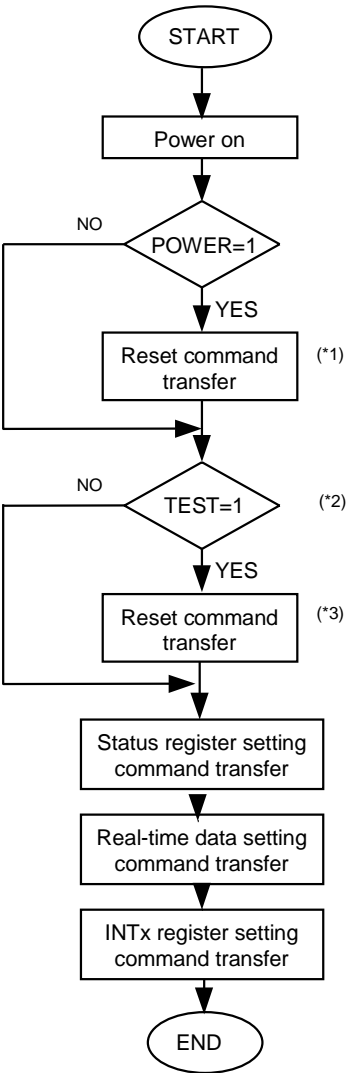 START
Power on
NO
POWER=1
YES
Reset command
transfer
(*1)
NO
TEST=1
(*2)
YES
Reset command
transfer
(*3)
Status register setting
command transfer
Real-time data setting
command transfer
INTx register setting
command transfer
END